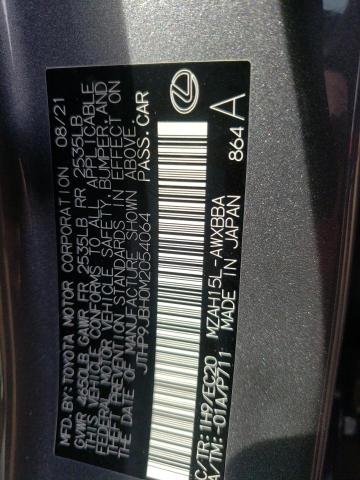 MFD. BY: TOYOTA MOTOR CORPORATION 08/21
GVWR 4650LB GAWR FR 2535LB RR 2535LB
THIS VEHICLE CONFORMS TO ALL APPLICABLE
FEDERAL MOTOR VEHICLE SAFETY, BUMPER, AND
THEFT PREVENTION STANDARDS IN EFFECT ON
THE DATE OF MANUFACTURE SHOWN ABOVE.
JTHP9JBH0M2054064 PASS. CAR
C/TR: 1H9/EC20 MZAH15L-AWXBBA
A/TM: -01A/P711 MADE IN JAPAN 864 A